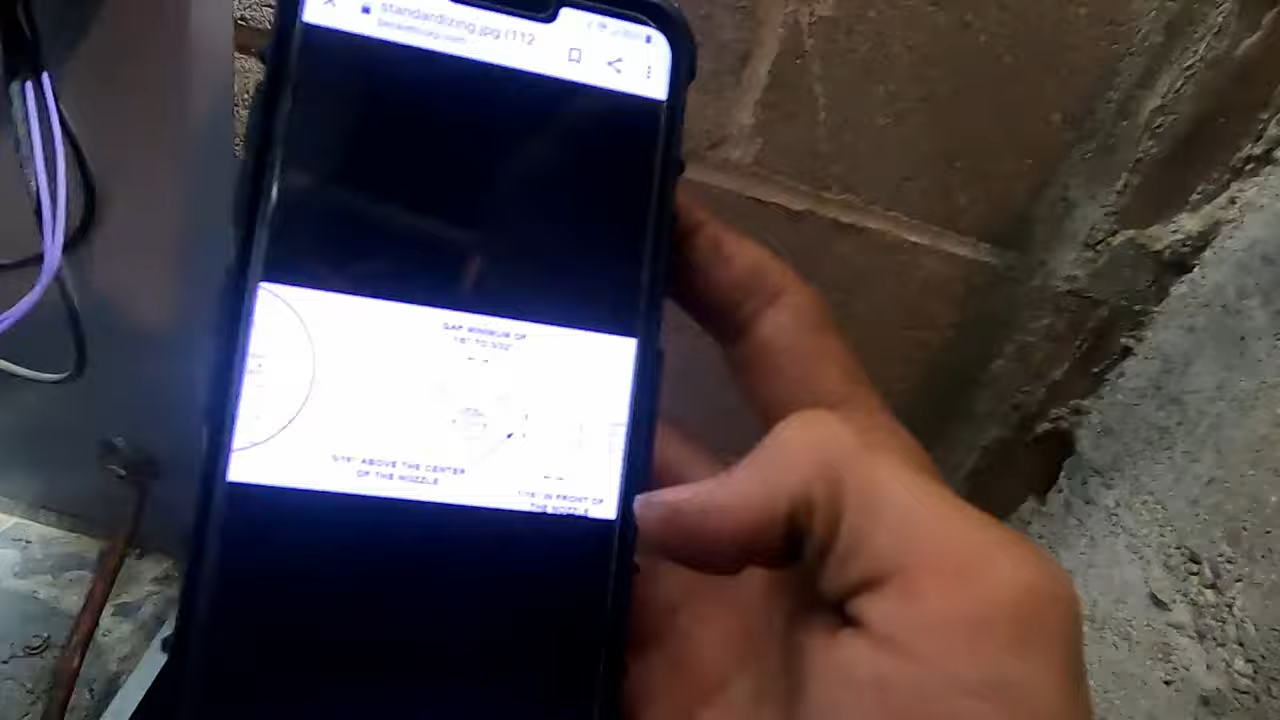 standardizing.jpg (112
GAP MINIMUM OF
1/8" TO 5/32"
5/16" ABOVE THE CENTER
OF THE NOZZLE
1/16" IN FRONT OF
THE NOZZLE